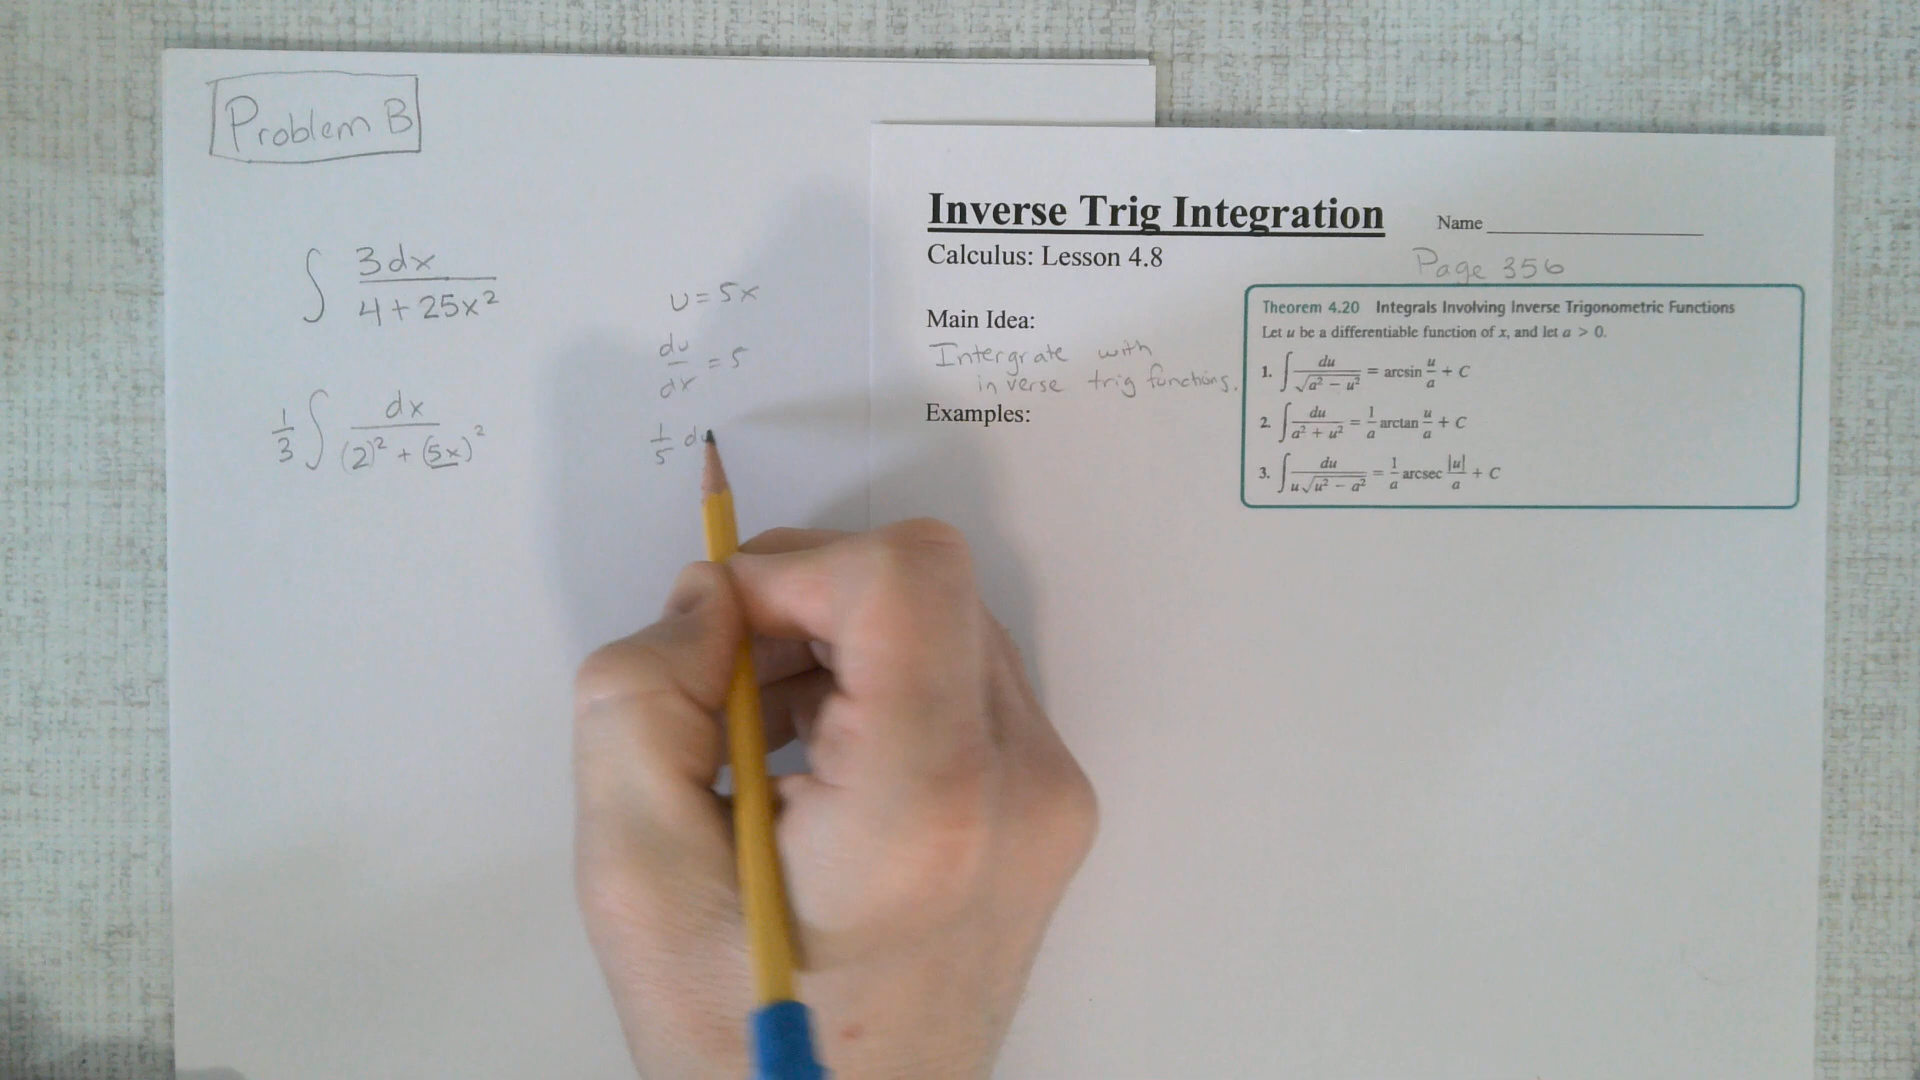 Problem B
∫ 3dx / 4 + 25x²
1/3 ∫ dx / (2)² + (5x)²
u = 5x
du/dx = 5
1/5 du
Inverse Trig Integration
Name
Calculus: Lesson 4.8
Page 356
Main Idea:
Intergrate with
inverse trig functions.
Examples:
Theorem 4.20 Integrals Involving Inverse Trigonometric Functions
Let u be a differentiable function of x, and let a > 0.
1. ∫ du / √(a² − u²) = arcsin u/a + C
2. ∫ du / a² + u² = 1/a arctan u/a + C
3. ∫ du / u√(u² − a²) = 1/a arcsec |u|/a + C